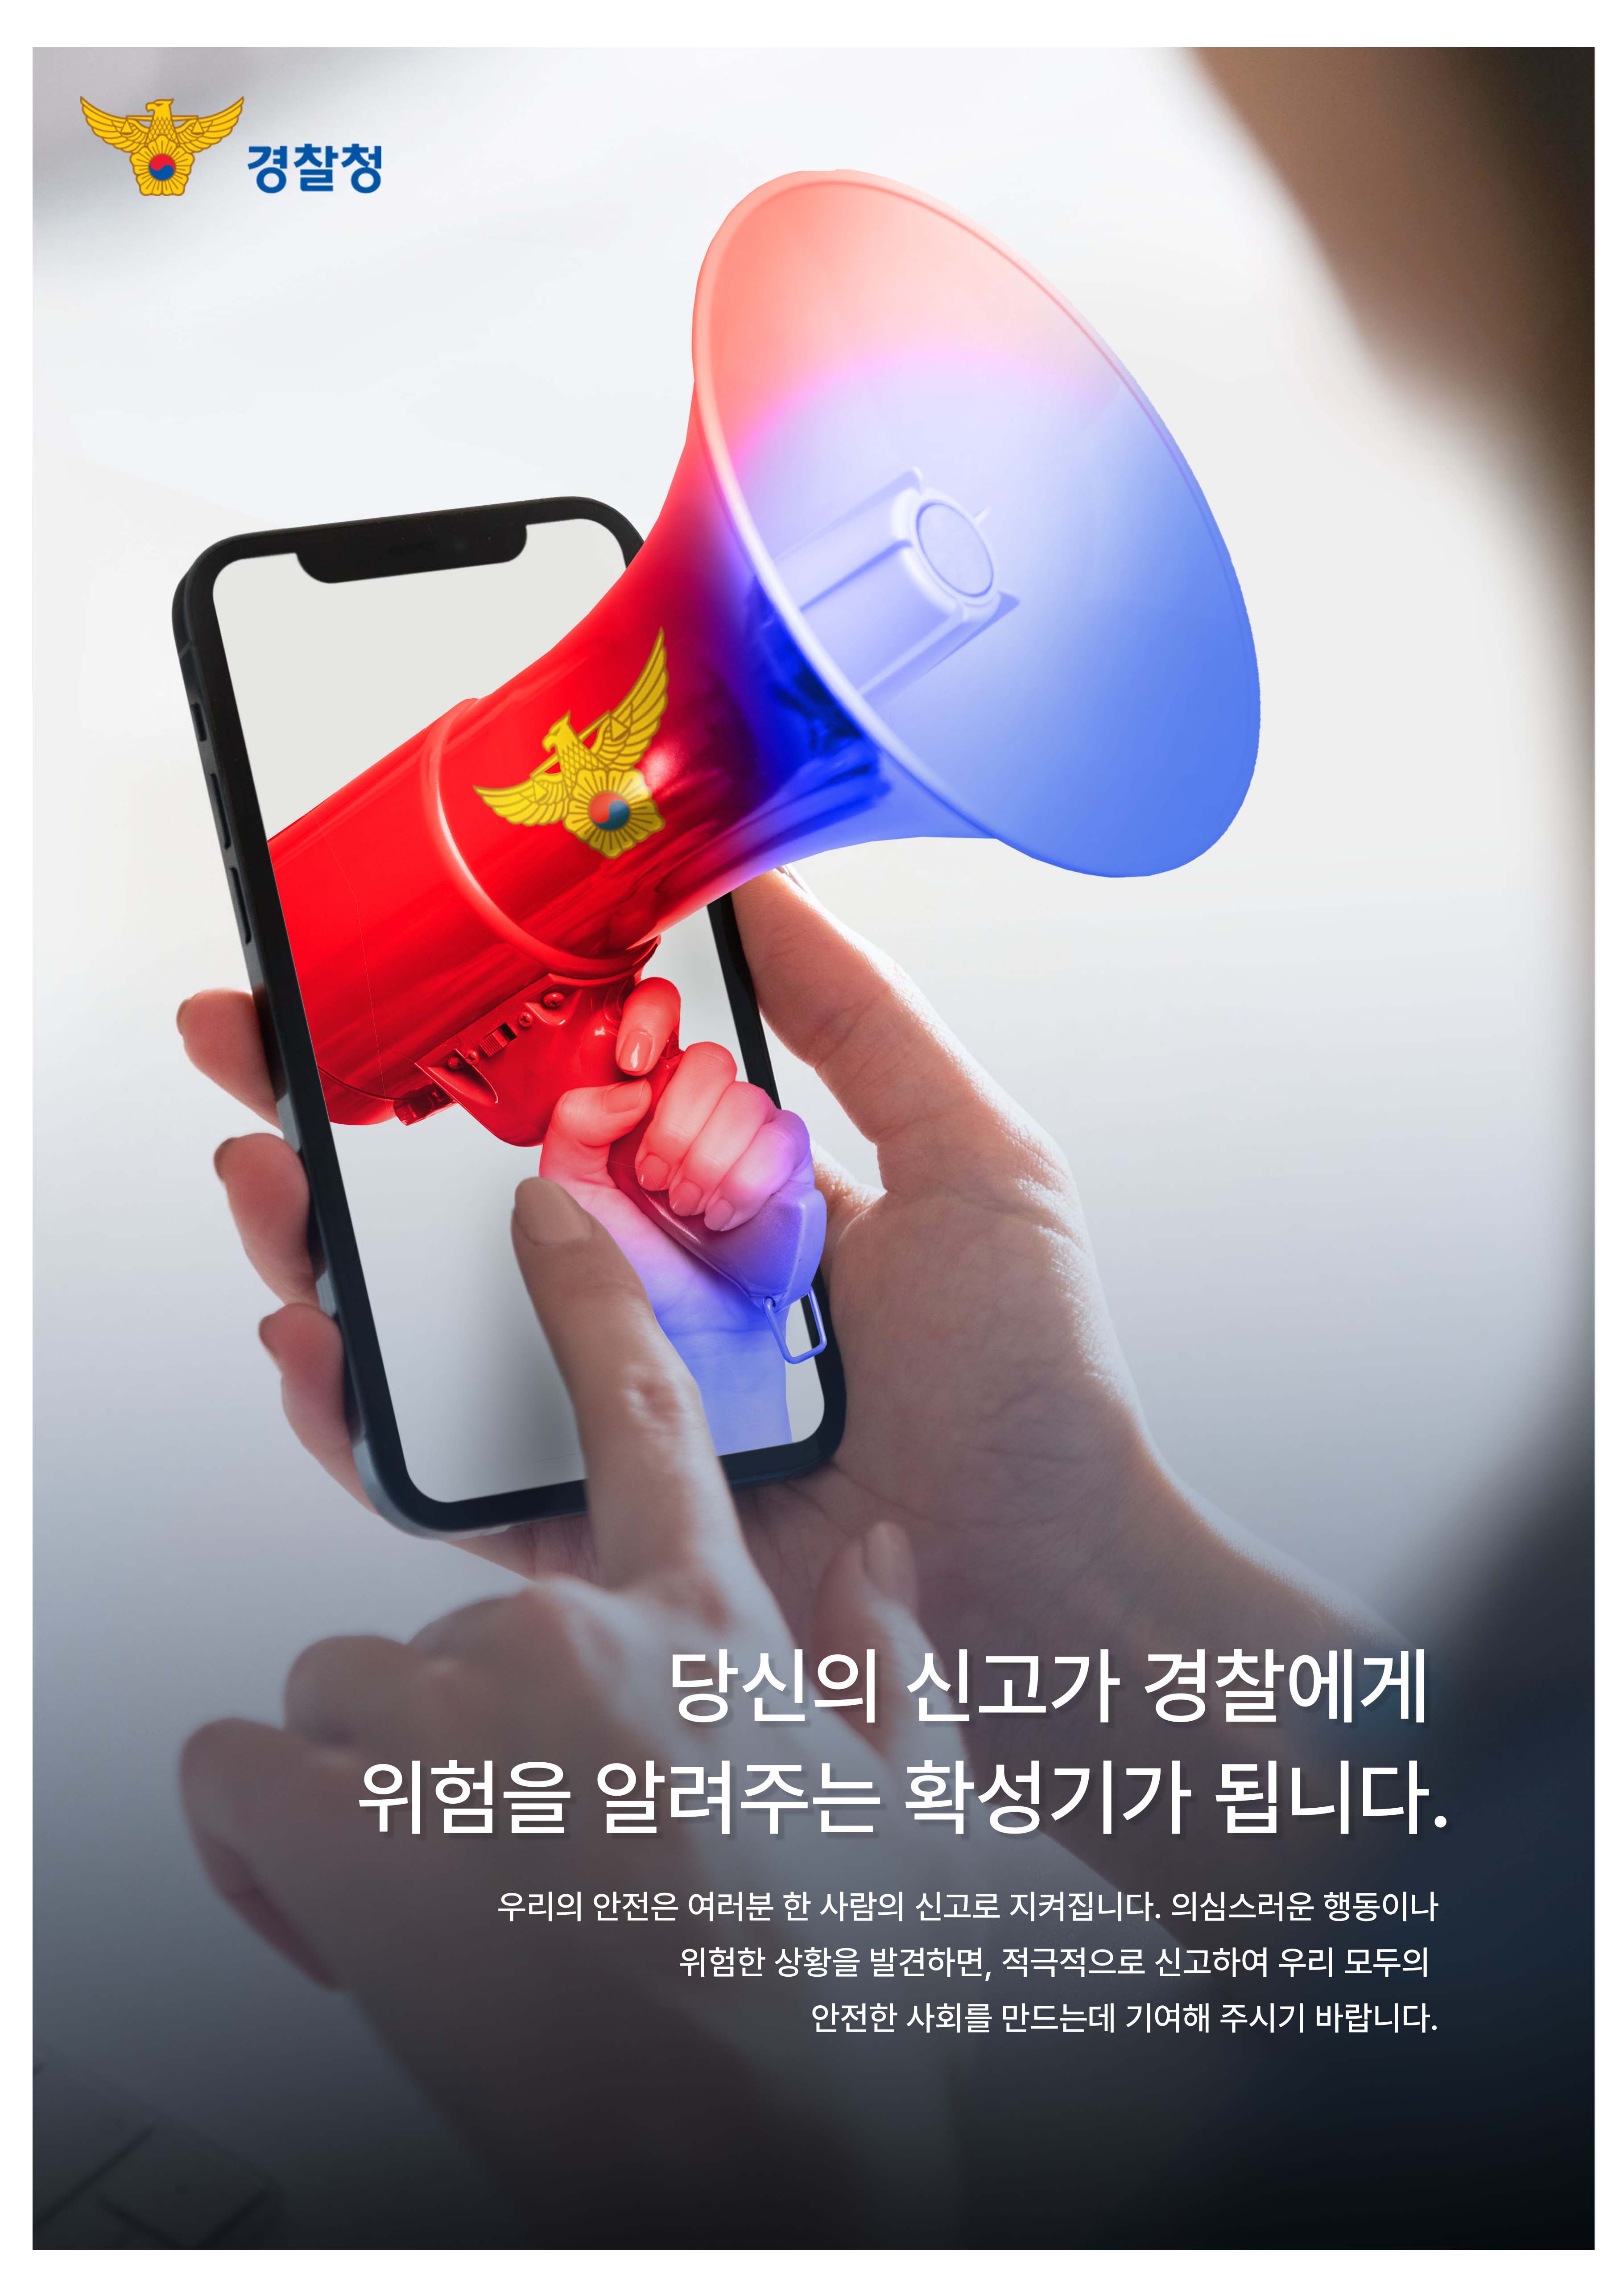 경찰청
당신의 신고가 경찰에게
위험을 알려주는 확성기가 됩니다.
우리의 안전은 여러분 한 사람의 신고로 지켜집니다. 의심스러운 행동이나
위험한 상황을 발견하면, 적극적으로 신고하여 우리 모두의
안전한 사회를 만드는데 기여해 주시기 바랍니다.